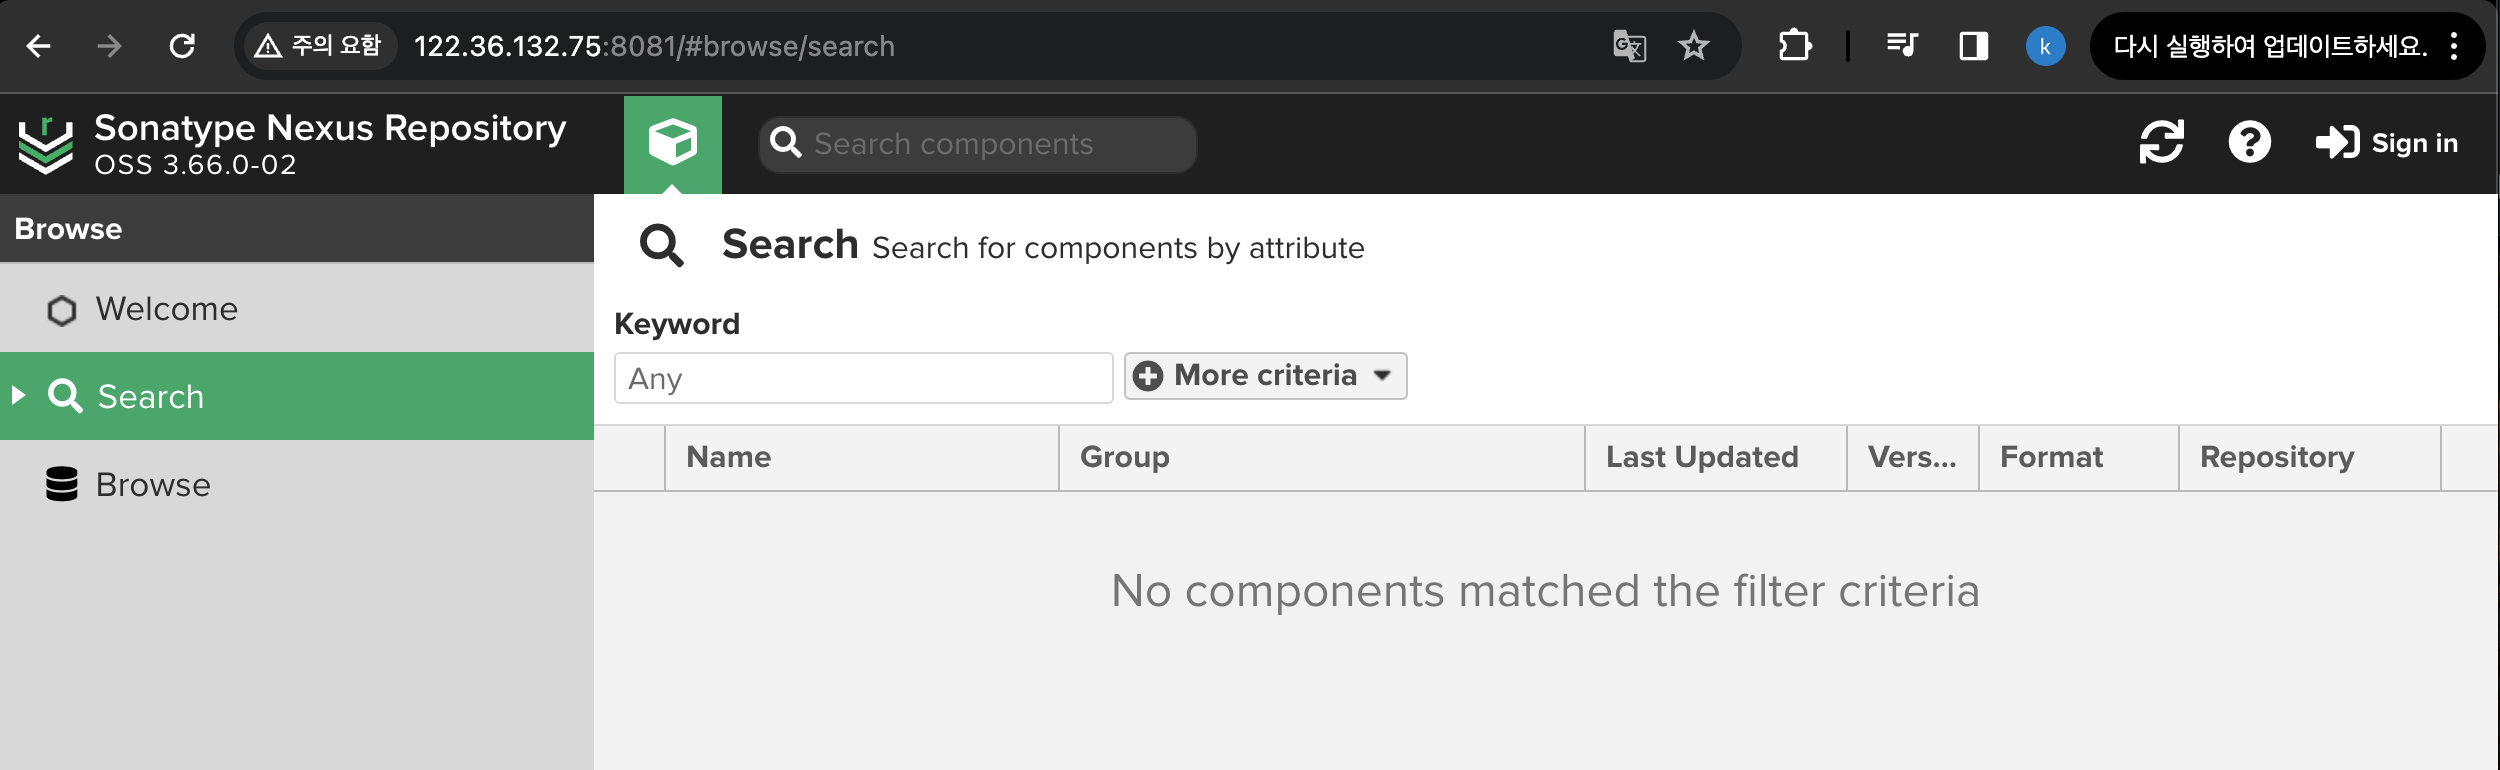 주의 요함
122.36.132.75:8081/#browse/search
k
다시 실행하여 업데이트하세요.
r
Sonatype Nexus Repository
OSS 3.66.0-02
Search components
?
Sign in
Browse
Welcome
Search
Browse
Search Search for components by attribute
Keyword
Any
More criteria
Name Group Last Updated Vers... Format Repository
No components matched the filter criteria